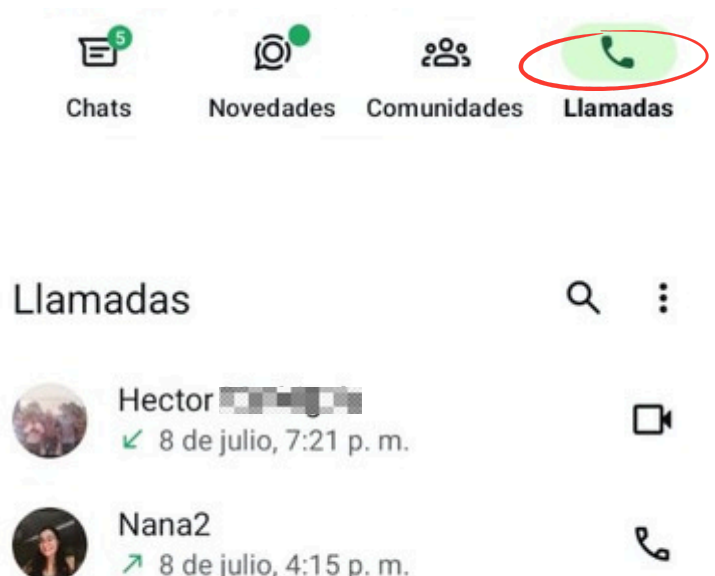 5
Chats Novedades Comunidades Llamadas
Llamadas
Hector
8 de julio, 7:21 p. m.
Nana2
8 de julio, 4:15 p. m.